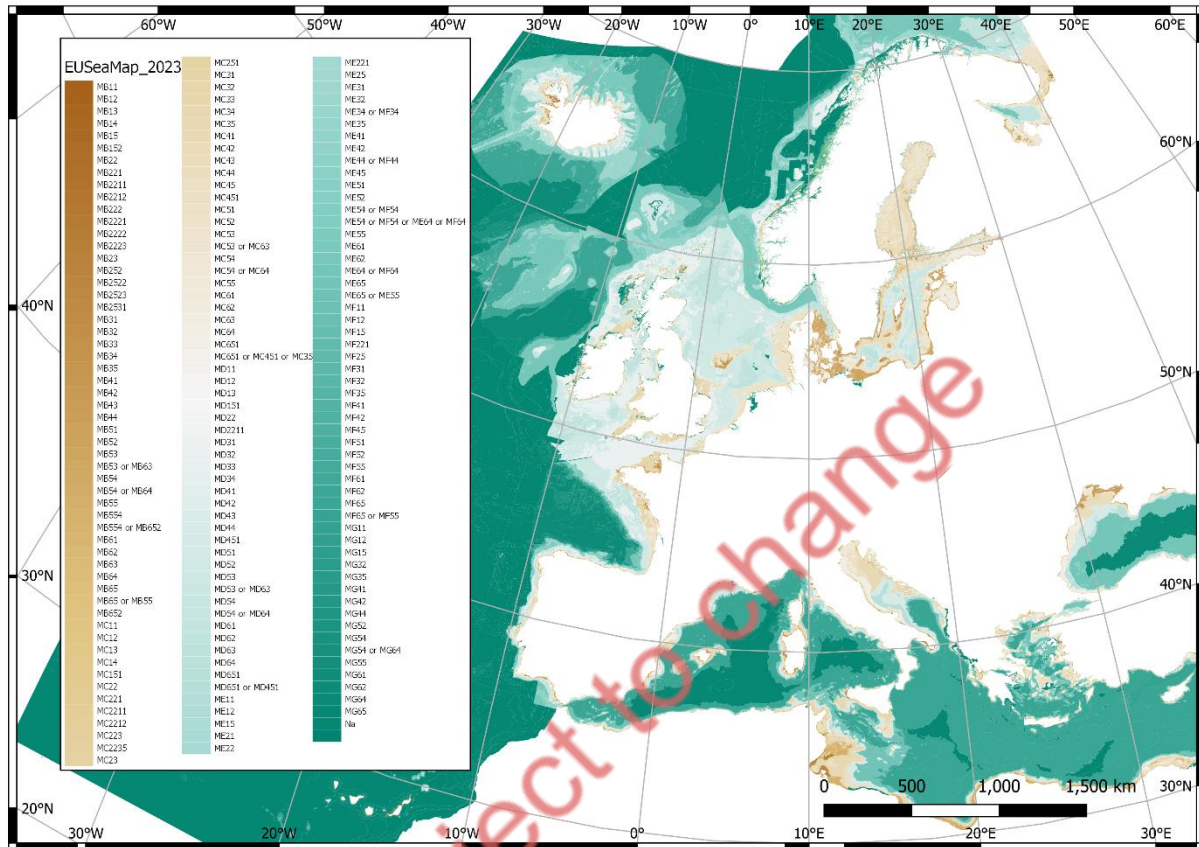 60°W
50°W
40°W
30°W
20°W
10°W
0°
10°E
20°E
30°E
40°E
50°E
60°E
EUSeaMap_2023
MB11
MB12
MB13
MB14
MB15
MB152
MB22
MB221
MB2211
MB2212
MB222
MB2221
MB2222
MB2223
MB23
MB252
MB2522
MB2523
MB2531
MB31
MB32
MB33
MB34
MB35
MB41
MB42
MB43
MB44
MB51
MB52
MB53
MB53 or MB63
MB54
MB54 or MB64
MB55
MB554
MB554 or MB652
MB61
MB62
MB63
MB64
MB65
MB65 or MB55
MB652
MC11
MC12
MC13
MC14
MC151
MC22
MC221
MC2211
MC2212
MC223
MC2235
MC23
MC251
MC31
MC32
MC33
MC34
MC35
MC41
MC42
MC43
MC44
MC45
MC451
MC51
MC52
MC53
MC53 or MC63
MC54
MC54 or MC64
MC55
MC61
MC62
MC63
MC64
MC651
MC651 or MC451 or MC35
MD11
MD12
MD13
MD151
MD22
MD2211
MD31
MD32
MD33
MD34
MD41
MD42
MD43
MD44
MD451
MD51
MD52
MD53
MD53 or MD63
MD54
MD54 or MD64
MD61
MD62
MD63
MD64
MD651
MD651 or MD451
ME11
ME12
ME15
ME21
ME22
ME221
ME25
ME31
ME32
ME34 or MF34
ME35
ME41
ME42
ME44 or MF44
ME45
ME51
ME52
ME54 or MF54
ME54 or MF54 or ME64 or MF64
ME55
ME61
ME62
ME64 or MF64
ME65
ME65 or ME55
MF11
MF12
MF15
MF221
MF25
MF31
MF32
MF35
MF41
MF42
MF45
MF51
MF52
MF55
MF61
MF62
MF65
MF65 or MF55
MG11
MG12
MG15
MG32
MG35
MG41
MG42
MG44
MG52
MG54
MG54 or MG64
MG55
MG61
MG62
MG64
MG65
Na
60°N
50°N
40°N
30°N
40°N
30°N
20°N
ject to change
0 500 1,000 1,500 km
30°W
20°W
10°W
0°
10°E
20°E
30°E